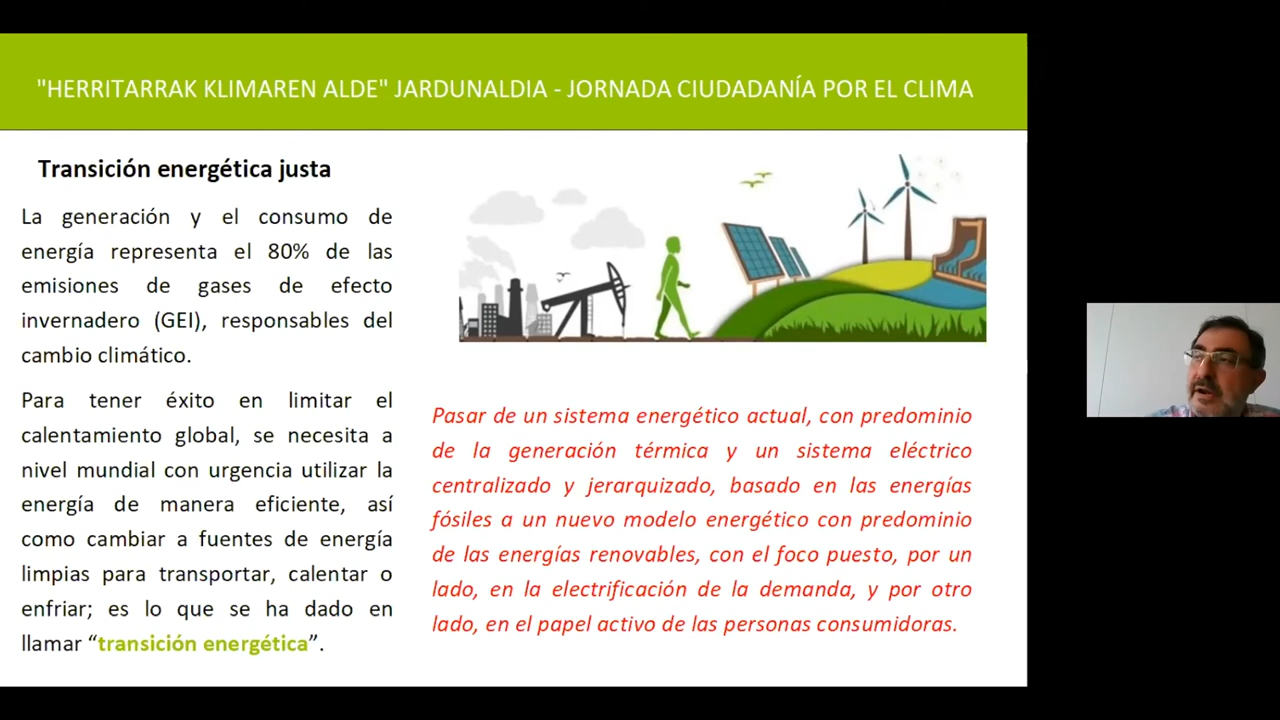 "HERRITARRAK KLIMAREN ALDE" JARDUNALDIA - JORNADA CIUDADANÍA POR EL CLIMA
Transición energética justa
La generación y el consumo de
energía representa el 80% de las
emisiones de gases de efecto
invernadero (GEI), responsables del
cambio climático.
Para tener éxito en limitar el
calentamiento global, se necesita a
nivel mundial con urgencia utilizar la
energía de manera eficiente, así
como cambiar a fuentes de energía
limpias para transportar, calentar o
enfriar; es lo que se ha dado en
llamar “transición energética”.
Pasar de un sistema energético actual, con predominio
de la generación térmica y un sistema eléctrico
centralizado y jerarquizado, basado en las energías
fósiles a un nuevo modelo energético con predominio
de las energías renovables, con el foco puesto, por un
lado, en la electrificación de la demanda, y por otro
lado, en el papel activo de las personas consumidoras.